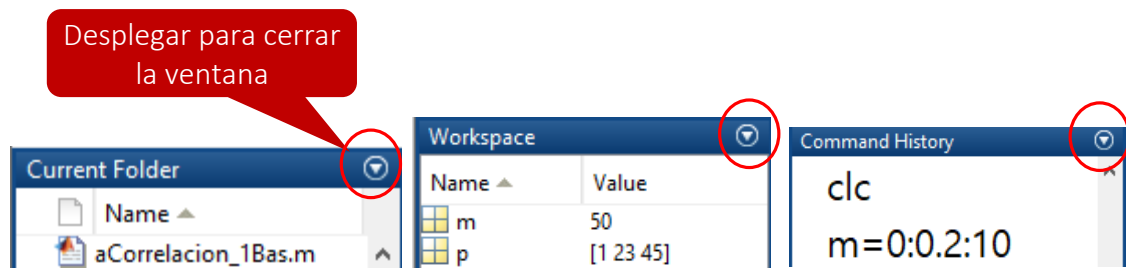 Desplegar para cerrar
la ventana
Current Folder
Name
aCorrelacion_1Bas.m
Workspace
Name Value
m 50
p [1 23 45]
Command History
clc
m=0:0.2:10